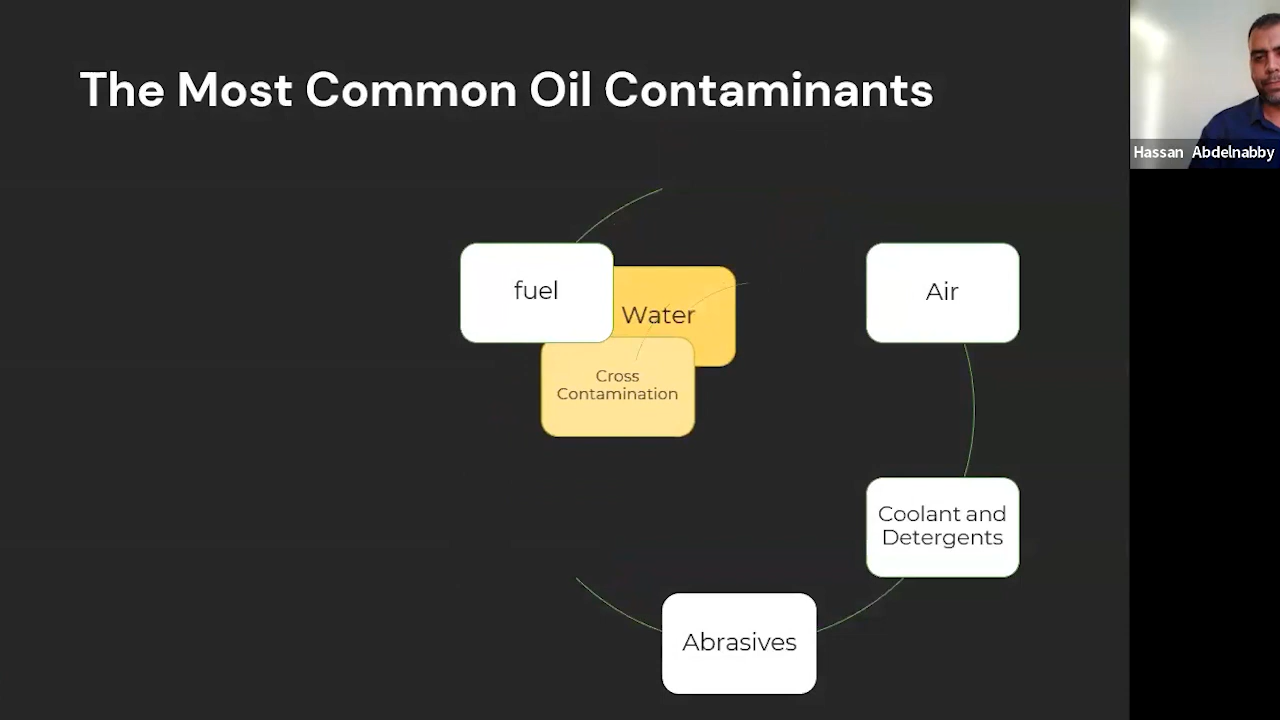 The Most Common Oil Contaminants
Hassan Abdelnabby
fuel
Water
Air
Cross
Contamination
Coolant and
Detergents
Abrasives